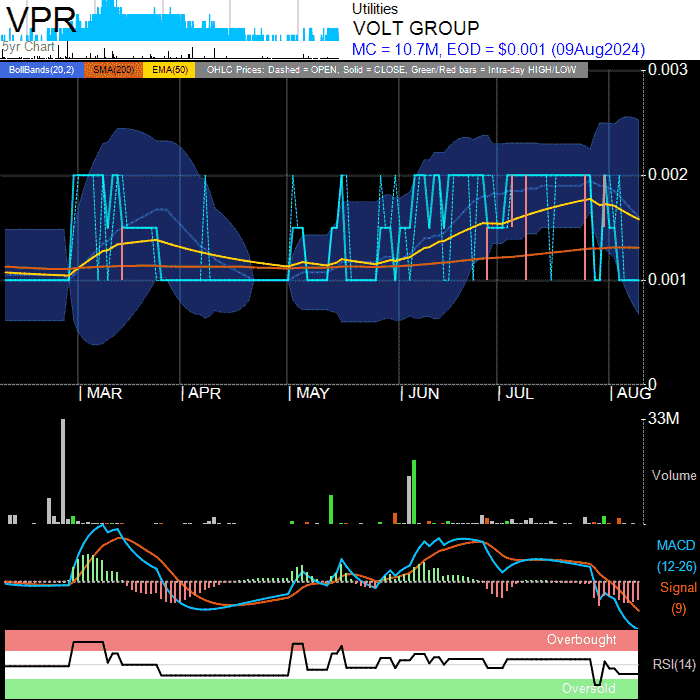 VPR
5yr Chart
Utilities
VOLT GROUP
MC = 10.7M, EOD = $0.001 (09Aug2024)
BollBands(20,2) SMA(200) EMA(50) OHLC Prices: Dashed = OPEN, Solid = CLOSE, Green/Red bars = Intra-day HIGH/LOW
0.003
0.002
0.001
0
| MAR | APR | MAY | JUN | JUL | AUG
33M
Volume
MACD
(12-26)
Signal
(9)
Overbought
RSI(14)
Oversold